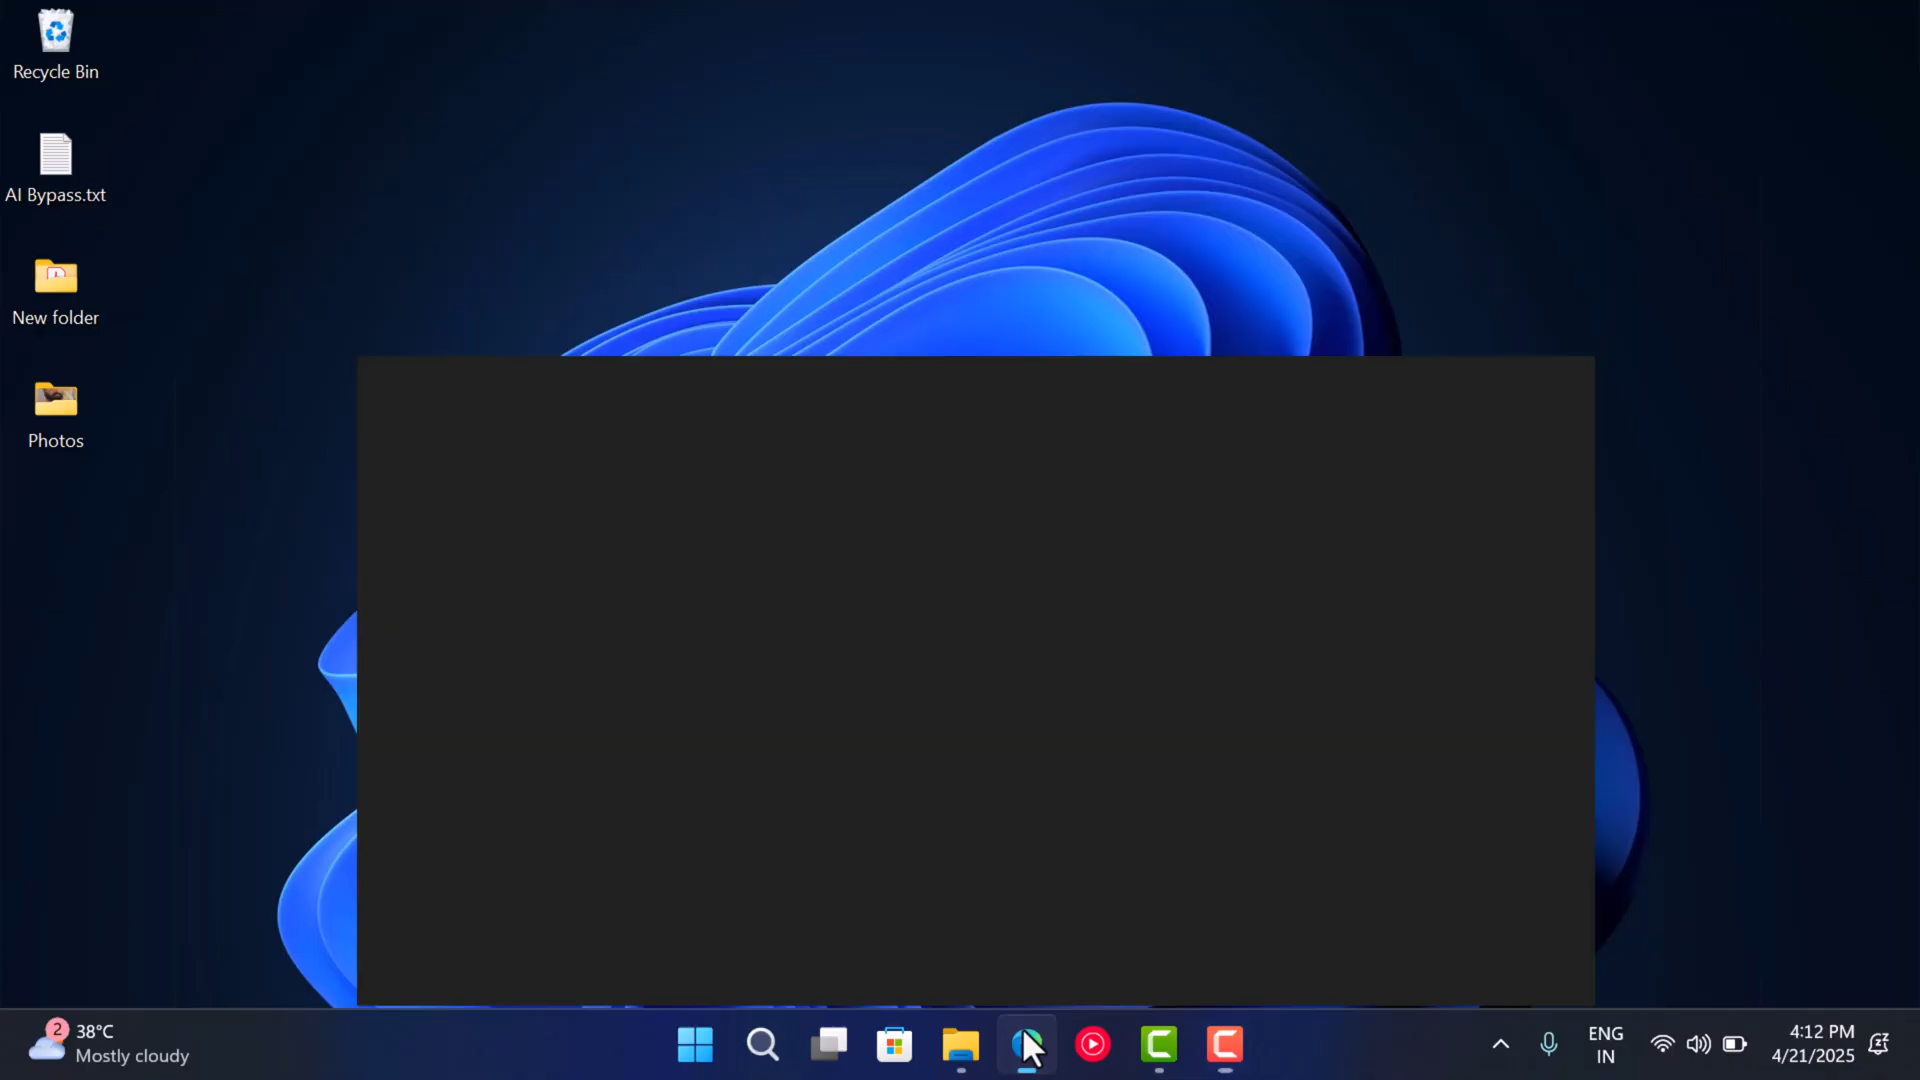 Recycle Bin
AI Bypass.txt
New folder
Photos
2
38°C
Mostly cloudy
ENG
IN
4:12 PM
4/21/2025